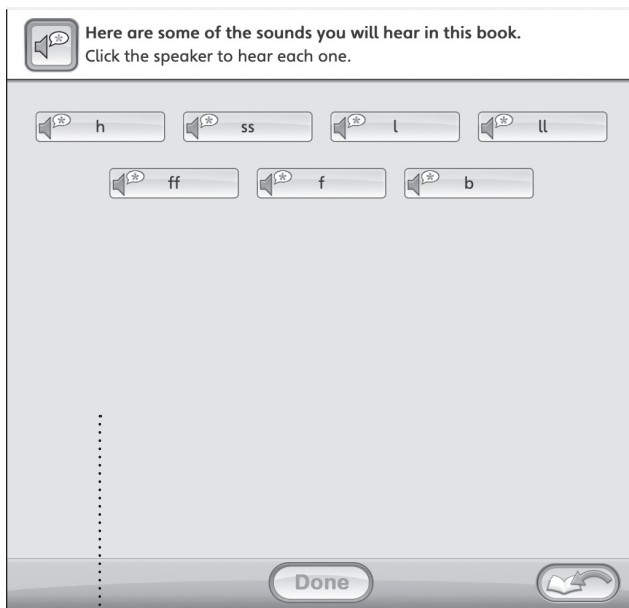 Here are some of the sounds you will hear in this book.
Click the speaker to hear each one.
h ss l ll
ff f b
Done